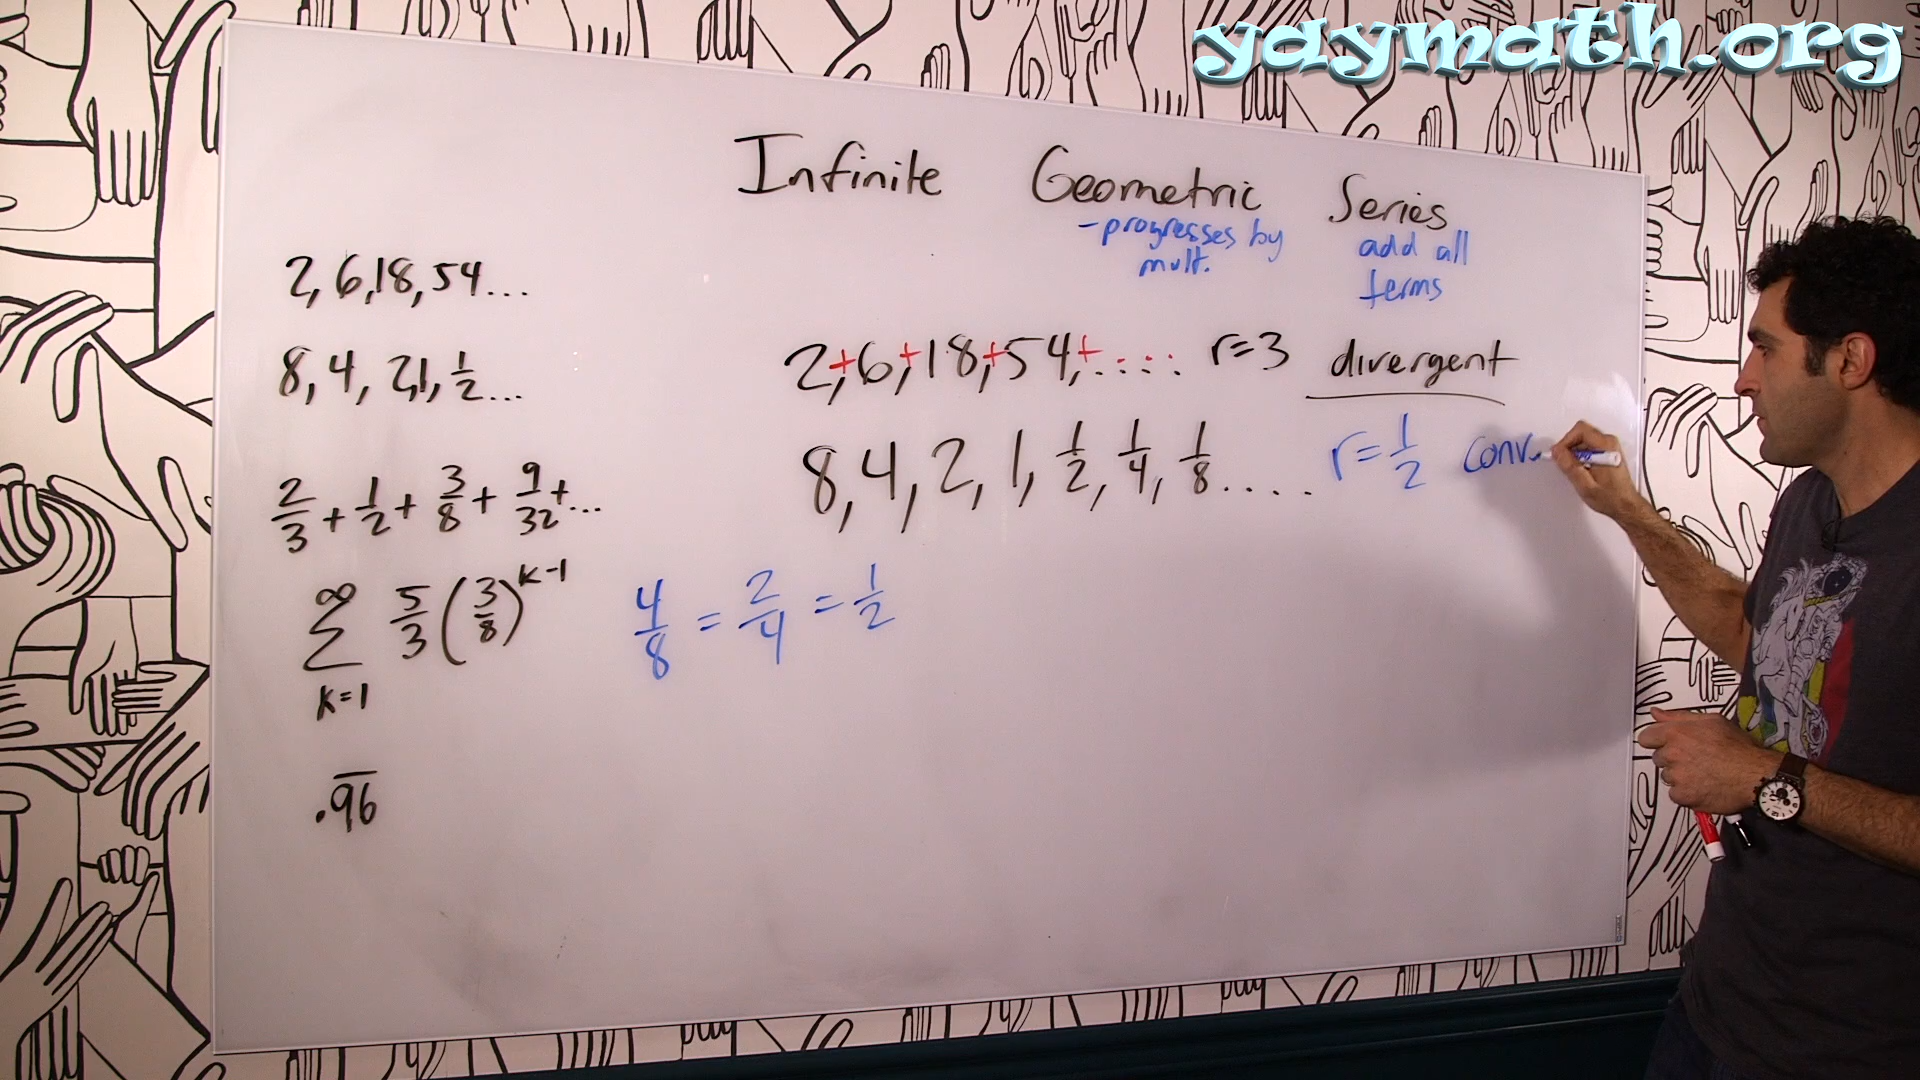 yaymath.org
Infinite Geometric Series
-progresses by mult.
add all terms
2, 6, 18, 54...
8, 4, 2, 1, 1/2...
2/3 + 1/2 + 3/8 + 9/32 + ...
∞ Σ k=1 5/3 (3/8)^k-1
.9̅6̅
2,+6,+18,+54,+.:::. r=3 divergent
8, 4, 2, 1, 1/2, 1/4, 1/8.... r=1/2 conv
4/8 = 2/4 = 1/2